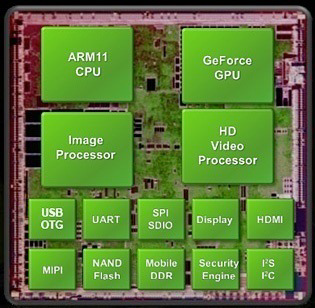 ARM11
CPU
GeForce
GPU
Image
Processor
HD
Video
Processor
USB
OTG
UART
SPI
SDIO
Display
HDMI
MIPI
NAND
Flash
Mobile
DDR
Security
Engine
I²S
I²C